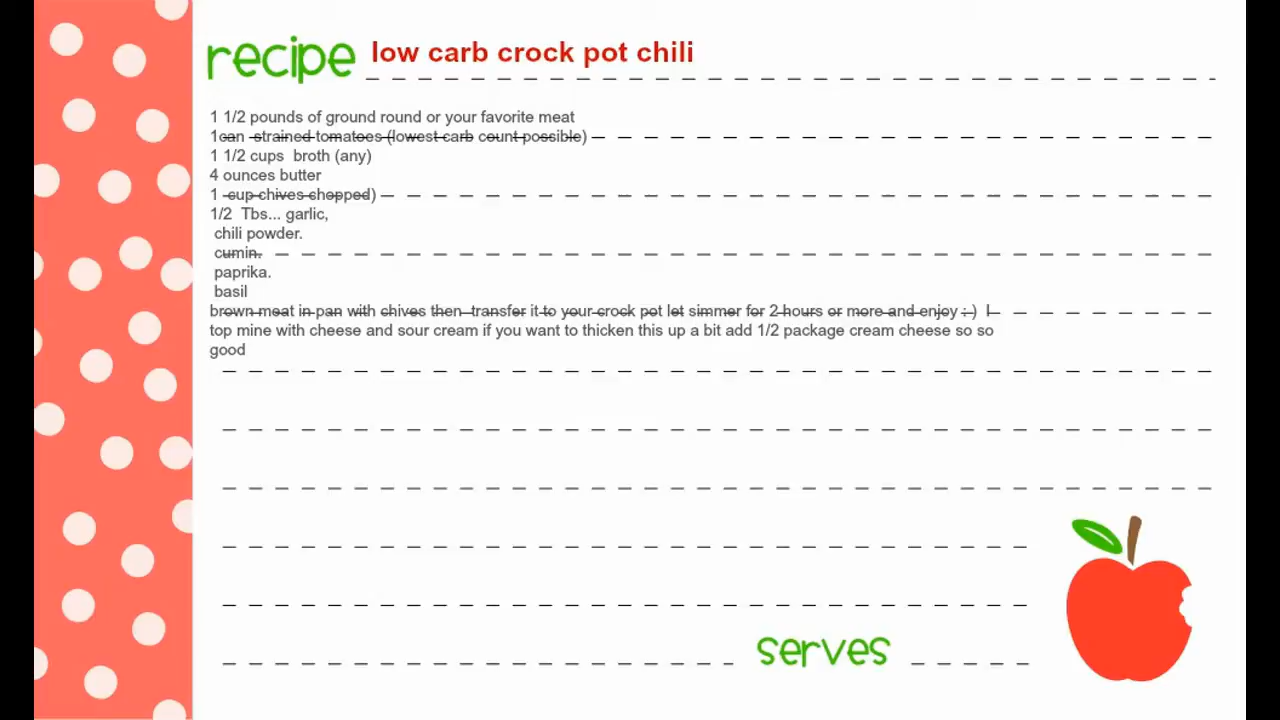 recipe low carb crock pot chili
1 1/2 pounds of ground round or your favorite meat
1can strained tomatoes (lowest carb count possible)
1 1/2 cups broth (any)
4 ounces butter
1 cup chives chopped)
1/2 Tbs... garlic,
chili powder.
cumin.
paprika.
basil
brown meat in pan with chives then transfer it to your crock pot let simmer for 2 hours or more and enjoy : ) I
top mine with cheese and sour cream if you want to thicken this up a bit add 1/2 package cream cheese so so
good
serves